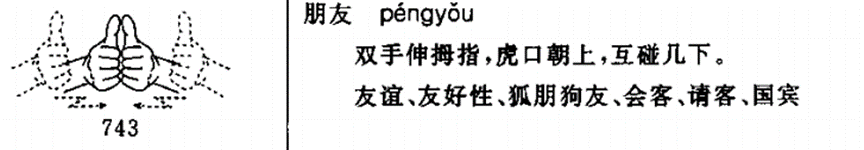 朋友 péngyǒu
双手伸拇指,虎口朝上,互碰几下。
友谊、友好性、狐朋狗友、会客、请客、国宾
743